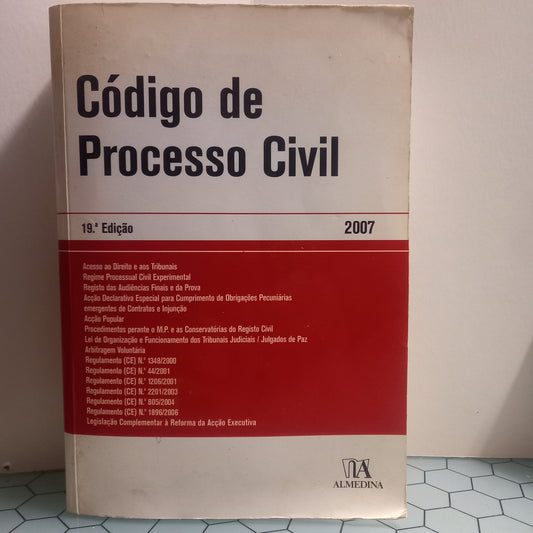 Código de
Processo Civil
19.ª Edição 2007
Acesso ao Direito e aos Tribunais
Regime Processual Civil Experimental
Registo das Audiências Finais e da Prova
Acção Declarativa Especial para Cumprimento de Obrigações Pecuniárias
emergentes de Contratos e Injunção
Acção Popular
Procedimentos perante o M.P. e as Conservatórias do Registo Civil
Lei de Organização e Funcionamento dos Tribunais Judiciais / Julgados de Paz
Arbitragem Voluntária
Regulamento (CE) N.º 1348/2000
Regulamento (CE) N.º 44/2001
Regulamento (CE) N.º 1206/2001
Regulamento (CE) N.º 2201/2003
Regulamento (CE) N.º 805/2004
Regulamento (CE) N.º 1896/2006
Legislação Complementar à Reforma da Acção Executiva
ALMEDINA